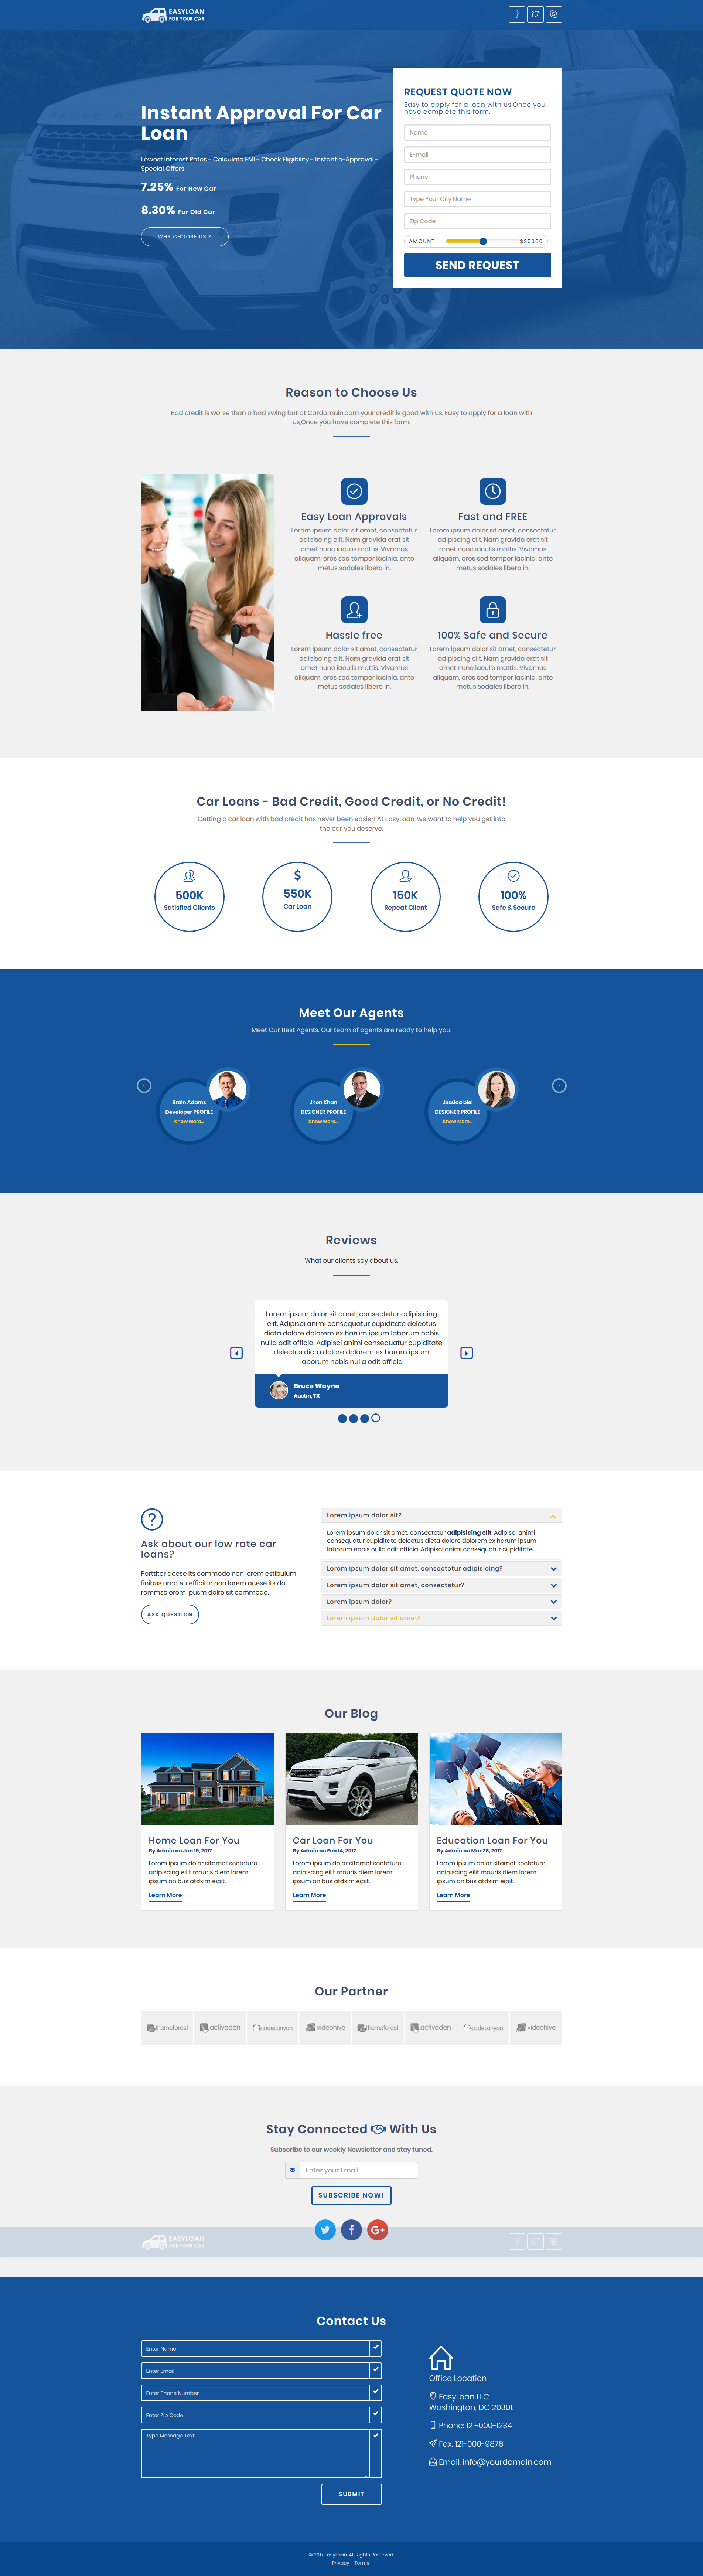 EASYLOAN
FOR YOUR CAR
Instant Approval For Car
Loan
Lowest Interest Rates - Calculate EMI - Check Eligibility - Instant e-Approval -
Special Offers
7.25% For New Car
8.30% For Old Car
WHY CHOOSE US ?
REQUEST QUOTE NOW
Easy to apply for a loan with us,Once you
have complete this form.
Name
E-mail
Phone
Type Your City Name
Zip Code
AMOUNT $25000
SEND REQUEST
Reason to Choose Us
Bad credit is worse than a bad swing but at Cardomain.com your credit is good with us. Easy to apply for a loan with
us,Once you have complete this form.
Easy Loan Approvals
Lorem ipsum dolor sit amet, consectetur
adipiscing elit. Nam gravida erat sit
amet nunc iaculis mattis. Vivamus
aliquam, eros sed tempor lacinia, ante
metus sodales libero in.
Fast and FREE
Lorem ipsum dolor sit amet, consectetur
adipiscing elit. Nam gravida erat sit
amet nunc iaculis mattis. Vivamus
aliquam, eros sed tempor lacinia, ante
metus sodales libero in.
Hassle free
Lorem ipsum dolor sit amet, consectetur
adipiscing elit. Nam gravida erat sit
amet nunc iaculis mattis. Vivamus
aliquam, eros sed tempor lacinia, ante
metus sodales libero in.
100% Safe and Secure
Lorem ipsum dolor sit amet, consectetur
adipiscing elit. Nam gravida erat sit
amet nunc iaculis mattis. Vivamus
aliquam, eros sed tempor lacinia, ante
metus sodales libero in.
Car Loans - Bad Credit, Good Credit, or No Credit!
Getting a car loan with bad credit has never been easier! At EasyLoan, we want to help you get into
the car you deserve.
500K
Satisfied Clients
$
550K
Car Loan
150K
Repeat Client
100%
Safe & Secure
Meet Our Agents
Meet Our Best Agents. Our team of agents are ready to help you.
Brain Adams
Developer PROFILE
Know More...
Jhon Khan
DESIGNER PROFILE
Know More...
Jessica biel
DESIGNER PROFILE
Know More...
Reviews
What our clients say about us.
Lorem ipsum dolor sit amet, consectetur adipisicing
elit. Adipisci animi consequatur cupiditate delectus
dicta dolore dolorem ex harum ipsum laborum nobis
nulla odit officia. Adipisci animi consequatur cupiditate
delectus dicta dolore dolorem ex harum ipsum
laborum nobis nulla odit officia
Bruce Wayne
Austin, TX
?
Ask about our low rate car
loans?
Porttitor acese its commodo non lorem estibulum
finibus urna eu efficitur non lorem acese its do
rommselorem ipsum dolro sit commodo.
ASK QUESTION
Lorem ipsum dolor sit?
Lorem ipsum dolor sit amet, consectetur adipisicing elit. Adipisci animi
consequatur cupiditate delectus dicta dolore dolorem ex harum ipsum
laborum nobis nulla odit officia. Adipisci animi consequatur cupiditate.
Lorem ipsum dolor sit amet, consectetur adipisicing?
Lorem ipsum dolor sit amet, consectetur?
Lorem ipsum dolor?
Lorem ipsum dolor sit amet?
Our Blog
Home Loan For You
By Admin on Jan 19, 2017
Lorem ipsum dolor sitamet secteture
adipiscing elit mauris diem lorem
ipsum anibus atdsim eipit.
Learn More
Car Loan For You
By Admin on Feb 14, 2017
Lorem ipsum dolor sitamet secteture
adipiscing elit mauris diem lorem
ipsum anibus atdsim eipit.
Learn More
Education Loan For You
By Admin on Mar 26, 2017
Lorem ipsum dolor sitamet secteture
adipiscing elit mauris diem lorem
ipsum anibus atdsim eipit.
Learn More
Our Partner
themeforest activeden codecanyon videohive themeforest activeden codecanyon videohive
Stay Connected With Us
Subscribe to our weekly Newsletter and stay tuned.
Enter your Email
SUBSCRIBE NOW!
EASYLOAN
FOR YOUR CAR
Contact Us
Enter Name
Enter Email
Enter Phone Number
Enter Zip Code
Type Message Text
SUBMIT
Office Location
EasyLoan LLC.
Washington, DC 20301.
Phone: 121-000-1234
Fax: 121-000-9876
Email: info@yourdomain.com
© 2017 EasyLoan. All Rights Reserved.
Privacy Terms